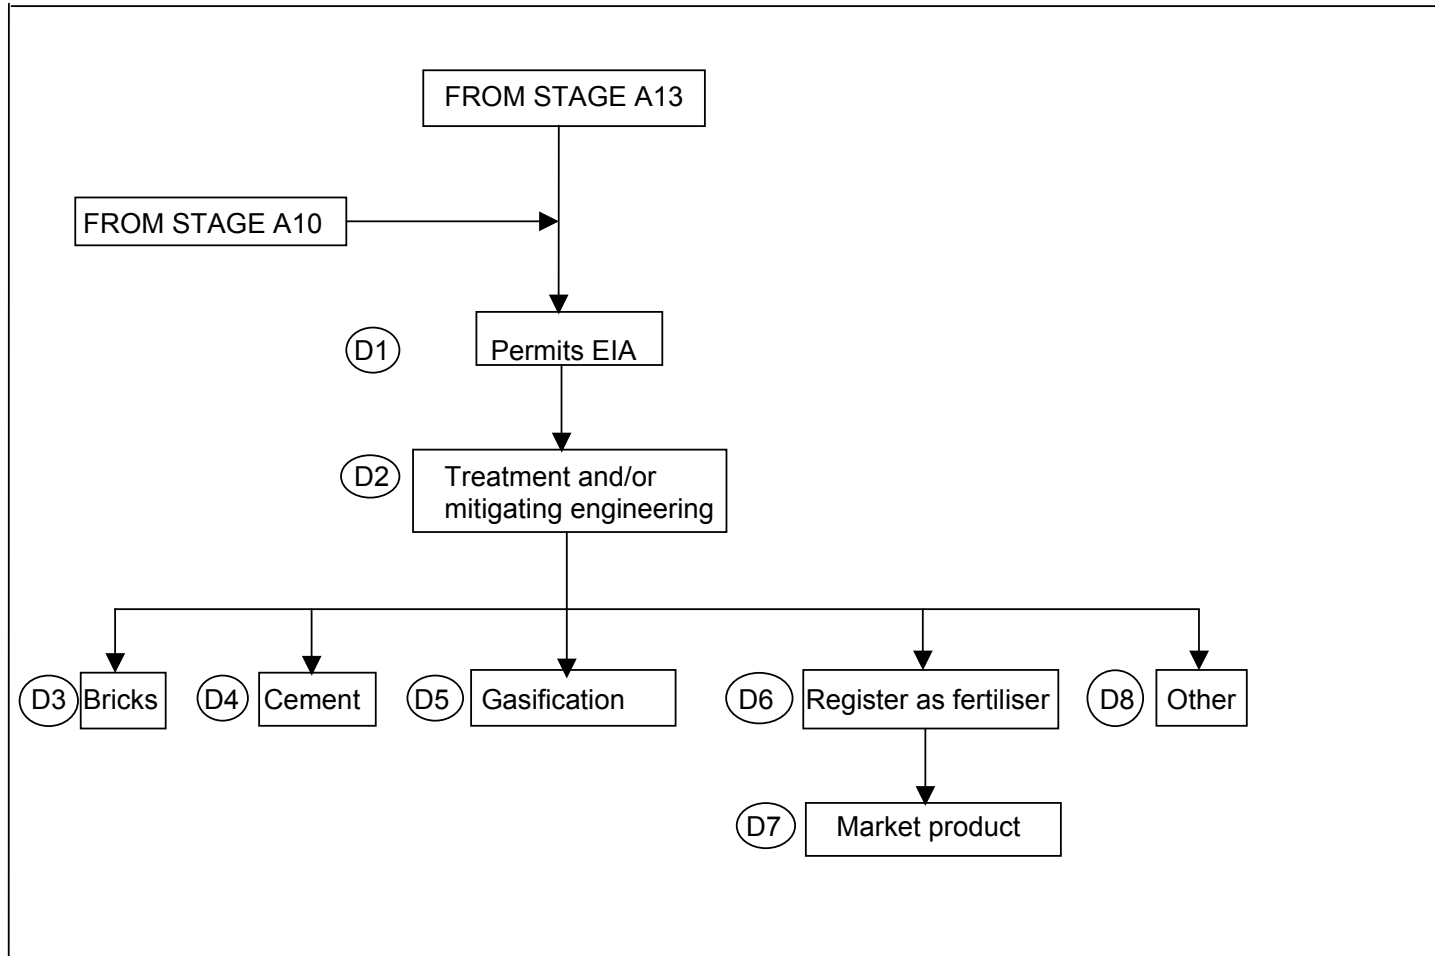 FROM STAGE A13
FROM STAGE A10
D1
Permits EIA
D2
Treatment and/or
mitigating engineering
D3
Bricks
D4
Cement
D5
Gasification
D6
Register as fertiliser
D8
Other
D7
Market product